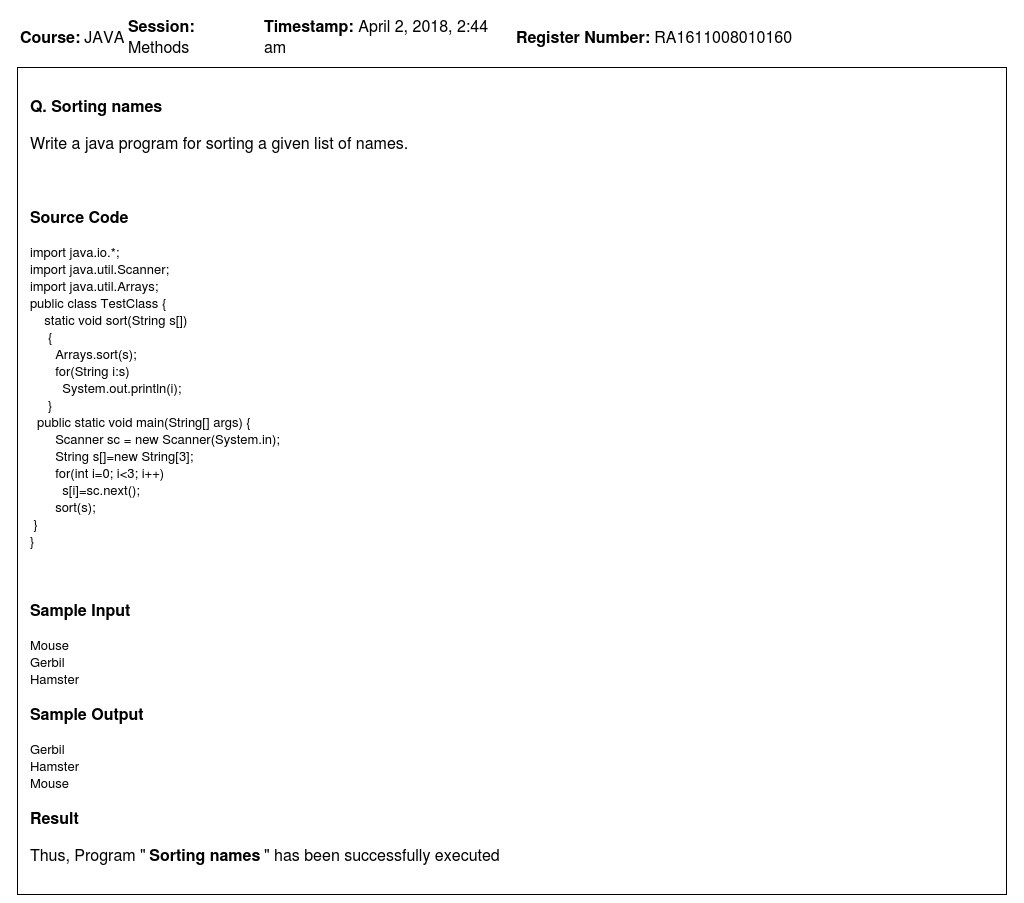 Course: JAVA Session: Methods Timestamp: April 2, 2018, 2:44 am Register Number: RA1611008010160
Q. Sorting names
Write a java program for sorting a given list of names.
Source Code
import java.io.*;
import java.util.Scanner;
import java.util.Arrays;
public class TestClass {
    static void sort(String s[])
     {
       Arrays.sort(s);
       for(String i:s)
         System.out.println(i);
     }
  public static void main(String[] args) {
       Scanner sc = new Scanner(System.in);
       String s[]=new String[3];
       for(int i=0; i<3; i++)
         s[i]=sc.next();
       sort(s);
 }
}
Sample Input
Mouse
Gerbil
Hamster
Sample Output
Gerbil
Hamster
Mouse
Result
Thus, Program " Sorting names " has been successfully executed